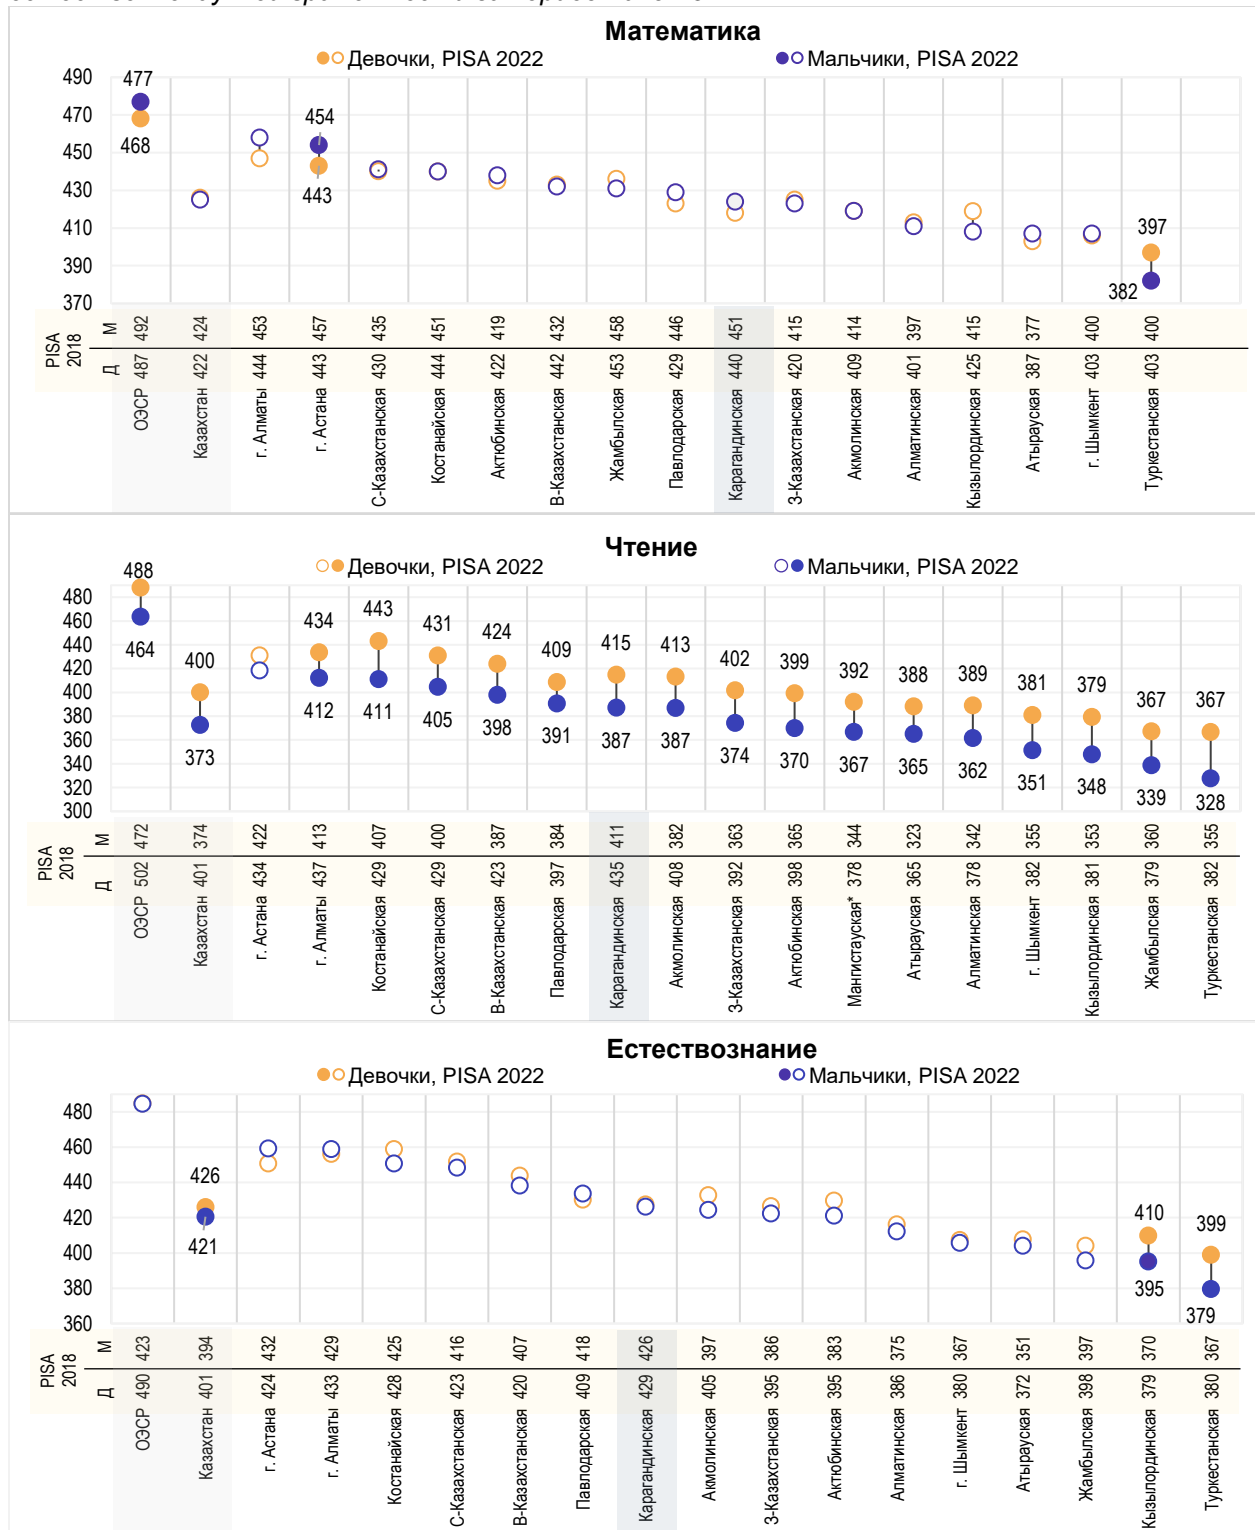 Математика
Девочки, PISA 2022
Мальчики, PISA 2022
490
470
450
430
410
390
370
477
468
454
443
397
382
PISA 2018
М 492 424 453 457 435 451 419 432 458 446 451 415 414 397 415 377 400 400
Д 487 422 444 443 430 444 422 442 453 429 440 420 409 401 425 387 403 403
ОЭСР
Казахстан
г. Алматы
г. Астана
С-Казахстанская
Костанайская
Актюбинская
В-Казахстанская
Жамбылская
Павлодарская
Карагандинская
З-Казахстанская
Акмолинская
Алматинская
Кызылординская
Атырауская
г. Шымкент
Туркестанская
Чтение
Девочки, PISA 2022
Мальчики, PISA 2022
480
460
440
420
400
380
360
340
320
300
488 400 434 443 431 424 409 415 413 402 399 392 388 389 381 379 367 367
464 373 412 411 405 398 391 387 387 374 370 367 365 362 351 348 339 328
PISA 2018
М 472 374 422 413 407 400 387 384 411 382 363 365 344 323 342 355 353 360 355
Д 502 401 434 437 429 429 423 397 435 408 392 398 378 365 378 382 381 379 382
ОЭСР
Казахстан
г. Астана
г. Алматы
Костанайская
С-Казахстанская
В-Казахстанская
Павлодарская
Карагандинская
Акмолинская
З-Казахстанская
Актюбинская
Мангистауская*
Атырауская
Алматинская
г. Шымкент
Кызылординская
Жамбылская
Туркестанская
Естествознание
Девочки, PISA 2022
Мальчики, PISA 2022
480
460
440
420
400
380
360
426
421
410
395
399
379
PISA 2018
М 423 394 432 429 425 416 407 418 426 397 386 383 375 367 351 397 370 367
Д 490 401 424 433 428 423 420 409 429 405 395 395 386 380 372 398 379 380
ОЭСР
Казахстан
г. Астана
г. Алматы
Костанайская
С-Казахстанская
В-Казахстанская
Павлодарская
Карагандинская
Акмолинская
З-Казахстанская
Актюбинская
Алматинская
г. Шымкент
Атырауская
Жамбылская
Кызылординская
Туркестанская